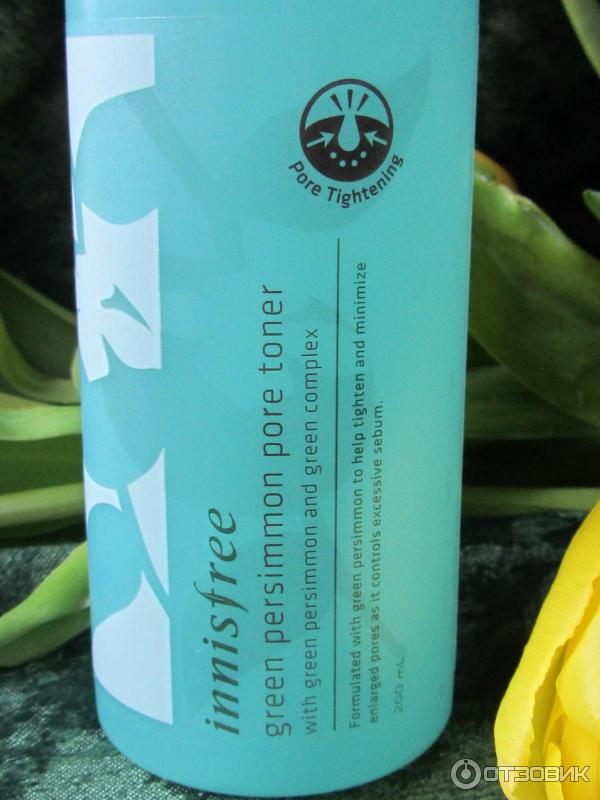 Pore Tightening
innisfree
green persimmon pore toner
with green persimmon and green complex
Formulated with green persimmon to help tighten and minimize
enlarged pores as it controls excessive sebum.
200 mL
ОТЗОВИК